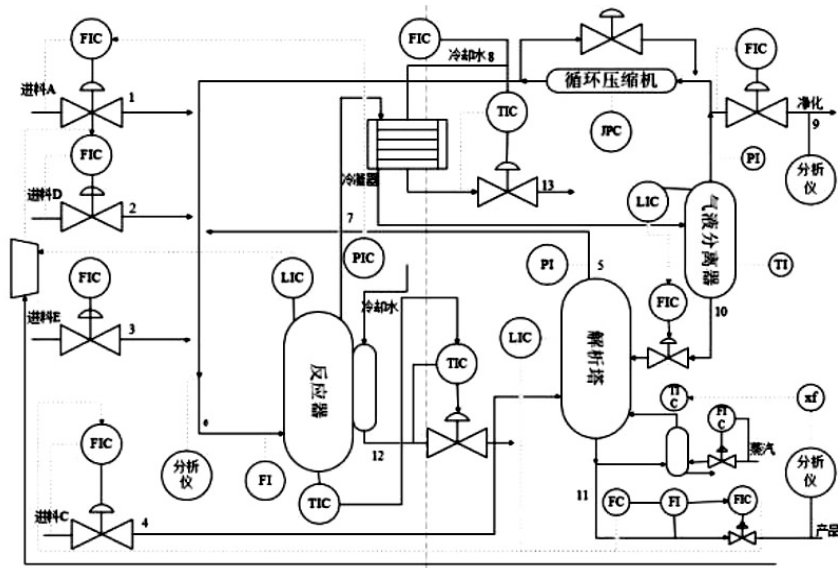 FIC
FIC
冷却水 8
循环压缩机
FIC
进料A
1
TIC
JPC
净化
9
FIC
PI
分析
仪
进料D
2
冷凝器
13
LIC
气液分离器
7
PIC
PI
5
TI
FIC
LIC
冷却水
FIC
10
进料E
3
反应器
TIC
LIC
解析塔
TI
C
FI
C
xf
蒸汽
6
12
分析
仪
FI
FIC
TIC
11
FC
FI
FIC
分析
仪
进料C
4
产品